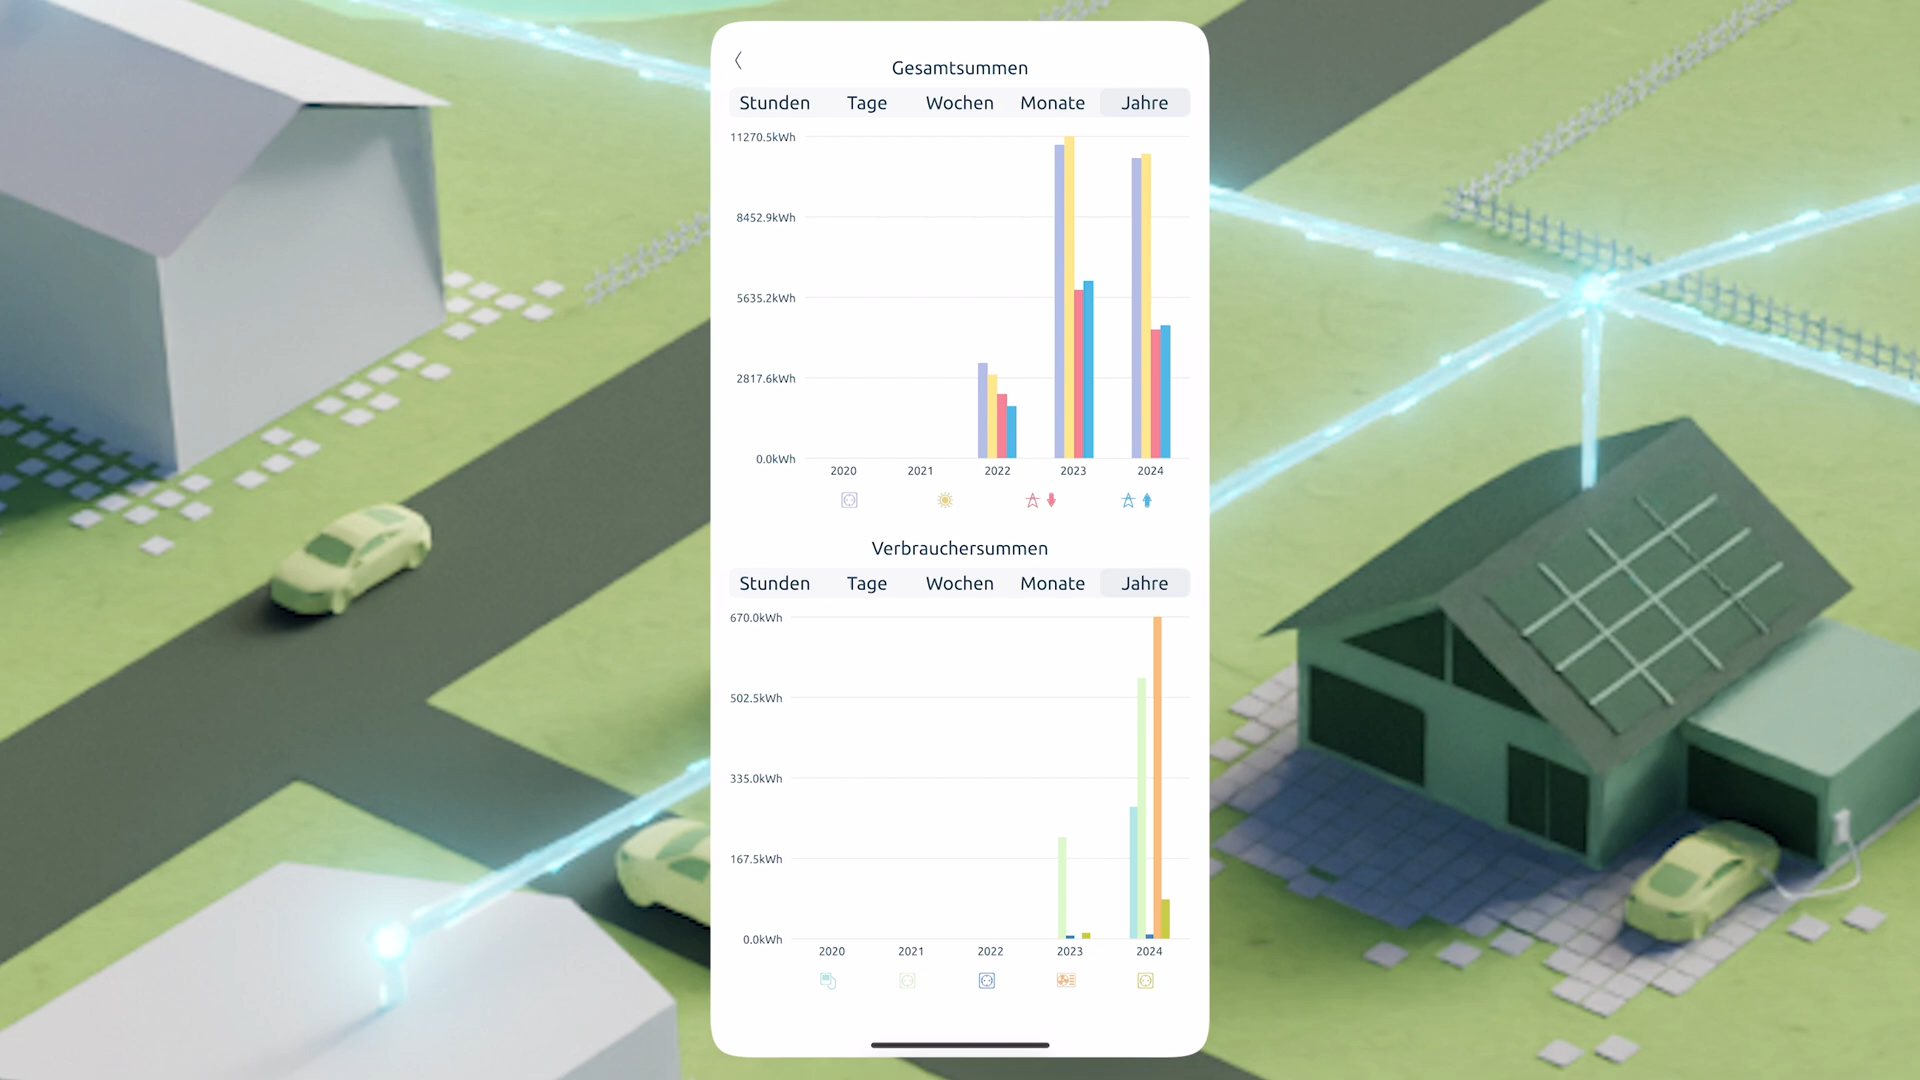 Gesamtsummen
Stunden Tage Wochen Monate Jahre
11270.5kWh
8452.9kWh
5635.2kWh
2817.6kWh
0.0kWh
2020 2021 2022 2023 2024
Verbrauchersummen
Stunden Tage Wochen Monate Jahre
670.0kWh
502.5kWh
335.0kWh
167.5kWh
0.0kWh
2020 2021 2022 2023 2024